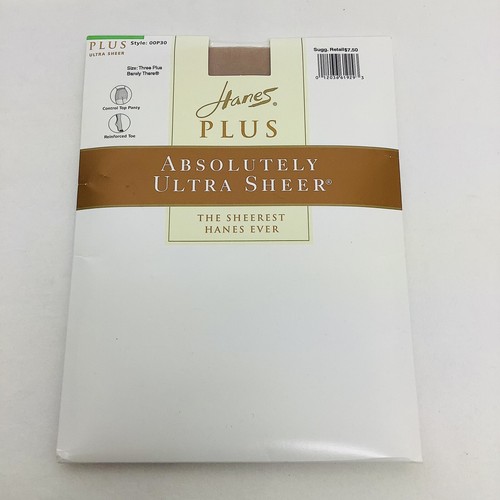 PLUS Style: 00P30
ULTRA SHEER
Size: Three Plus
Barely There®
Control Top Panty
Reinforced Toe
Sugg. Retail $7.50
Hanes®
PLUS
ABSOLUTELY
ULTRA SHEER®
THE SHEEREST
HANES EVER